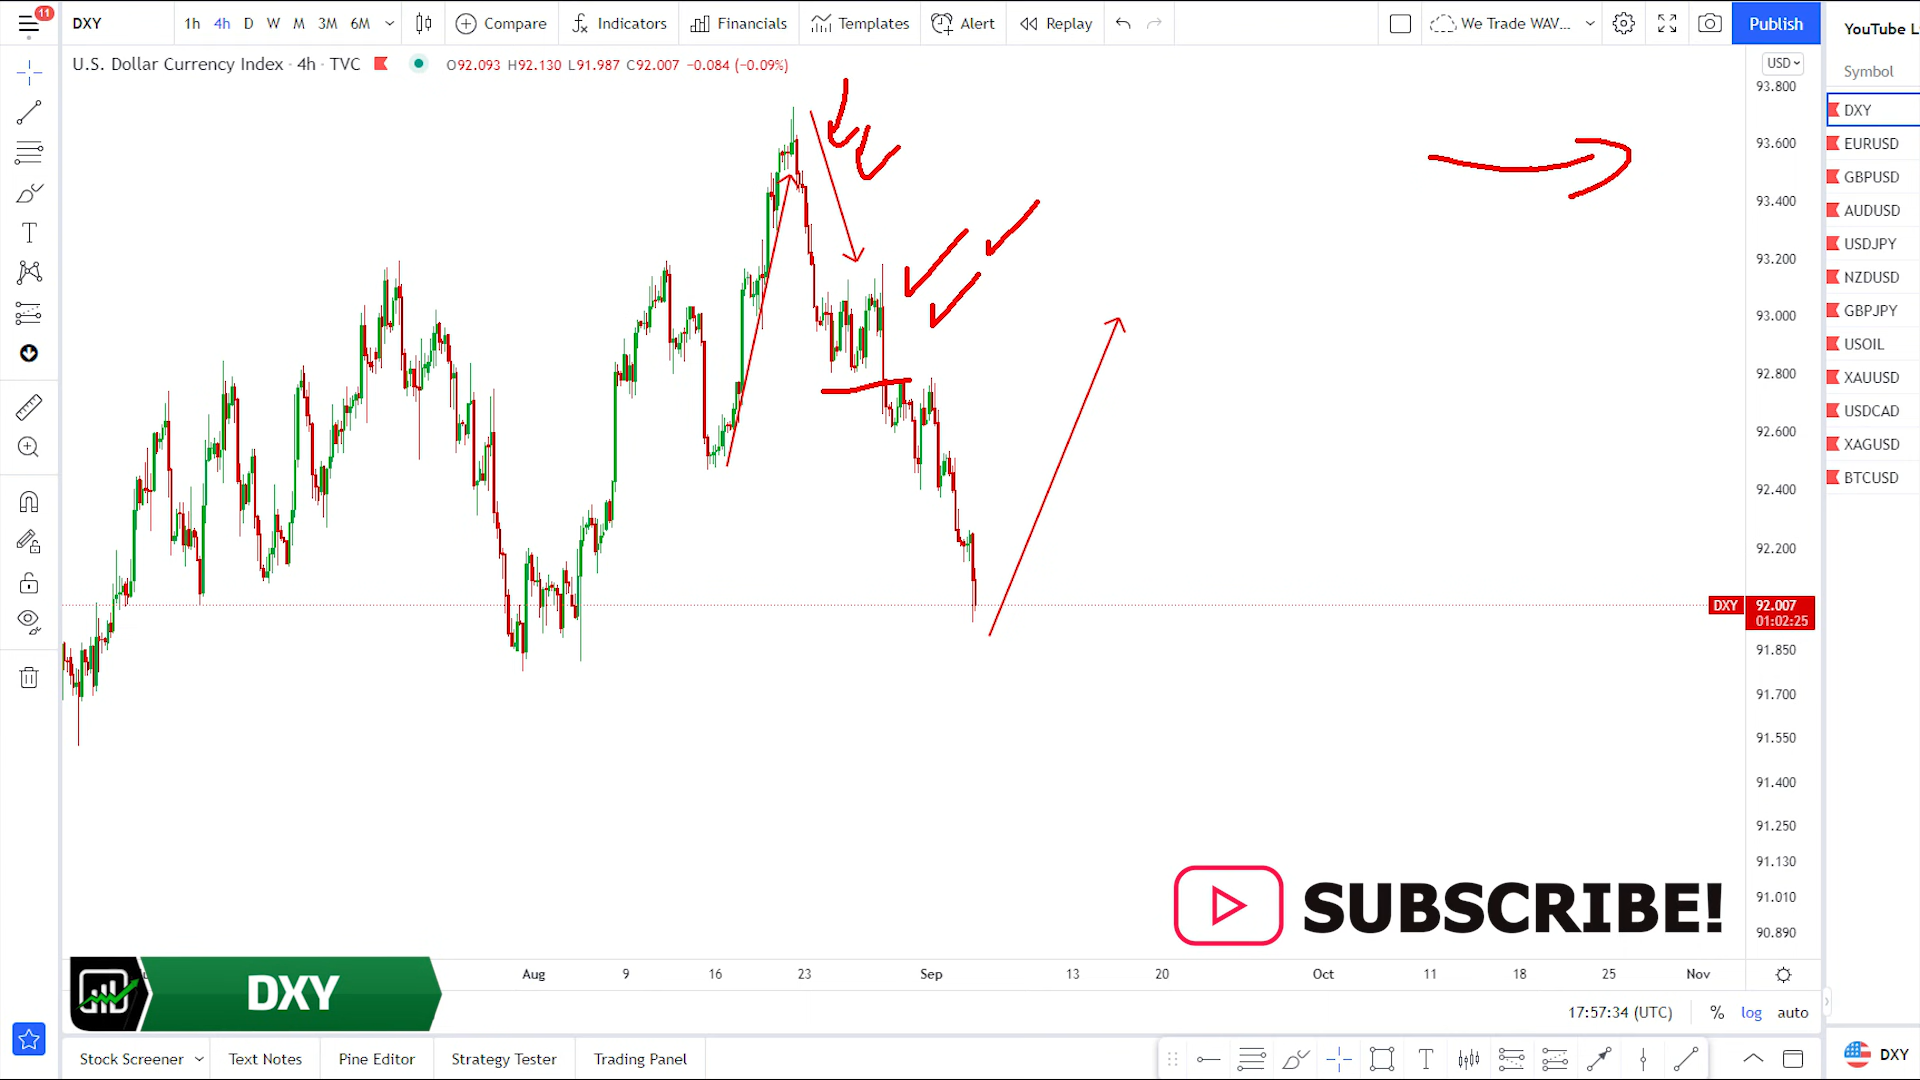 11
DXY
1h 4h D W M 3M 6M
Compare
Indicators
Financials
Templates
Alert
Replay
We Trade WAV...
Publish
YouTube L
U.S. Dollar Currency Index · 4h · TVC
O92.093 H92.130 L91.987 C92.007 −0.084 (−0.09%)
USD
Symbol
93.800
93.600
93.400
93.200
93.000
92.800
92.600
92.400
92.200
DXY 92.007
01:02:25
91.850
91.700
91.550
91.400
91.250
91.130
91.010
90.890
DXY
EURUSD
GBPUSD
AUDUSD
USDJPY
NZDUSD
GBPJPY
USOIL
XAUUSD
USDCAD
XAGUSD
BTCUSD
SUBSCRIBE!
DXY
Aug 9 16 23 Sep 13 20 Oct 11 18 25 Nov
17:57:34 (UTC) % log auto
Stock Screener
Text Notes
Pine Editor
Strategy Tester
Trading Panel
DXY